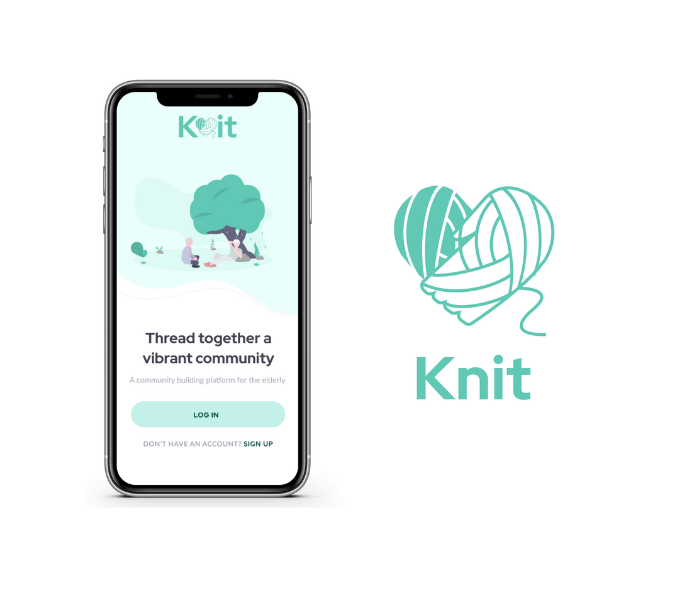 Knit
Thread together a
vibrant community
A community building platform for the elderly
LOG IN
DON'T HAVE AN ACCOUNT? SIGN UP
Knit